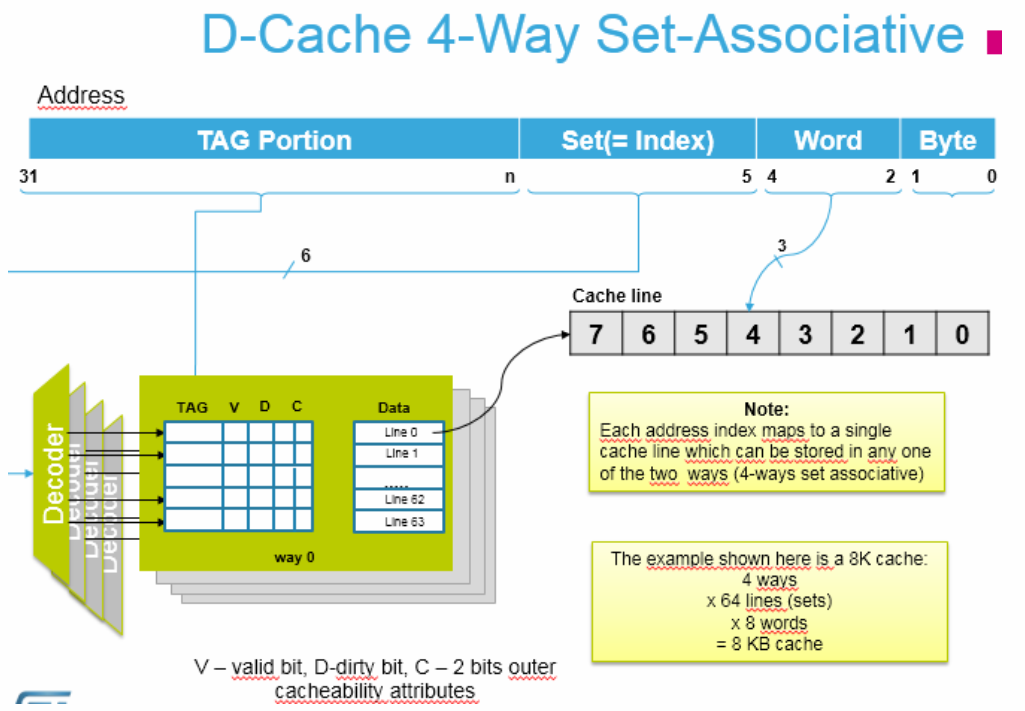 D-Cache 4-Way Set-Associative
Address
TAG Portion Set(= Index) Word Byte
31 n 5 4 2 1 0
6
3
Cache line
7 6 5 4 3 2 1 0
TAG V D C Data
Line 0
Line 1
.....
Line 62
Line 63
way 0
Decoder
Decoder
Decoder
Decoder
Note:
Each address index maps to a single
cache line which can be stored in any one
of the two ways (4-ways set associative)
The example shown here is a 8K cache:
4 ways
x 64 lines (sets)
x 8 words
= 8 KB cache
V – valid bit, D-dirty bit, C – 2 bits outer
cacheability attributes